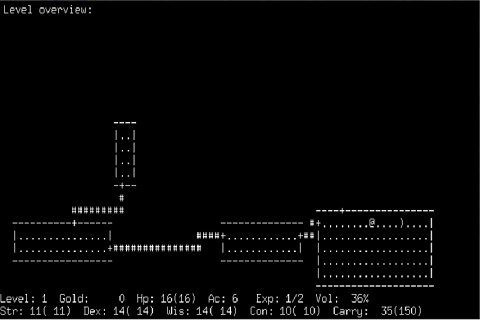 Level overview:
----
|..|
|..|
|..|
|..|
-+--
#
######### ----+----------------
----------+------ --------------- #+........@....)....|
|..............| ####+............+##|..................|
|..............+############### |............| |..................|
----------------- --------------- |..................|
|..................|
-----------------------
Level: 1 Gold: 0 Hp: 16(16) Ac: 6 Exp: 1/2 Vol: 36%
Str: 11( 11) Dex: 14( 14) Wis: 14( 14) Con: 10( 10) Carry: 35(150)